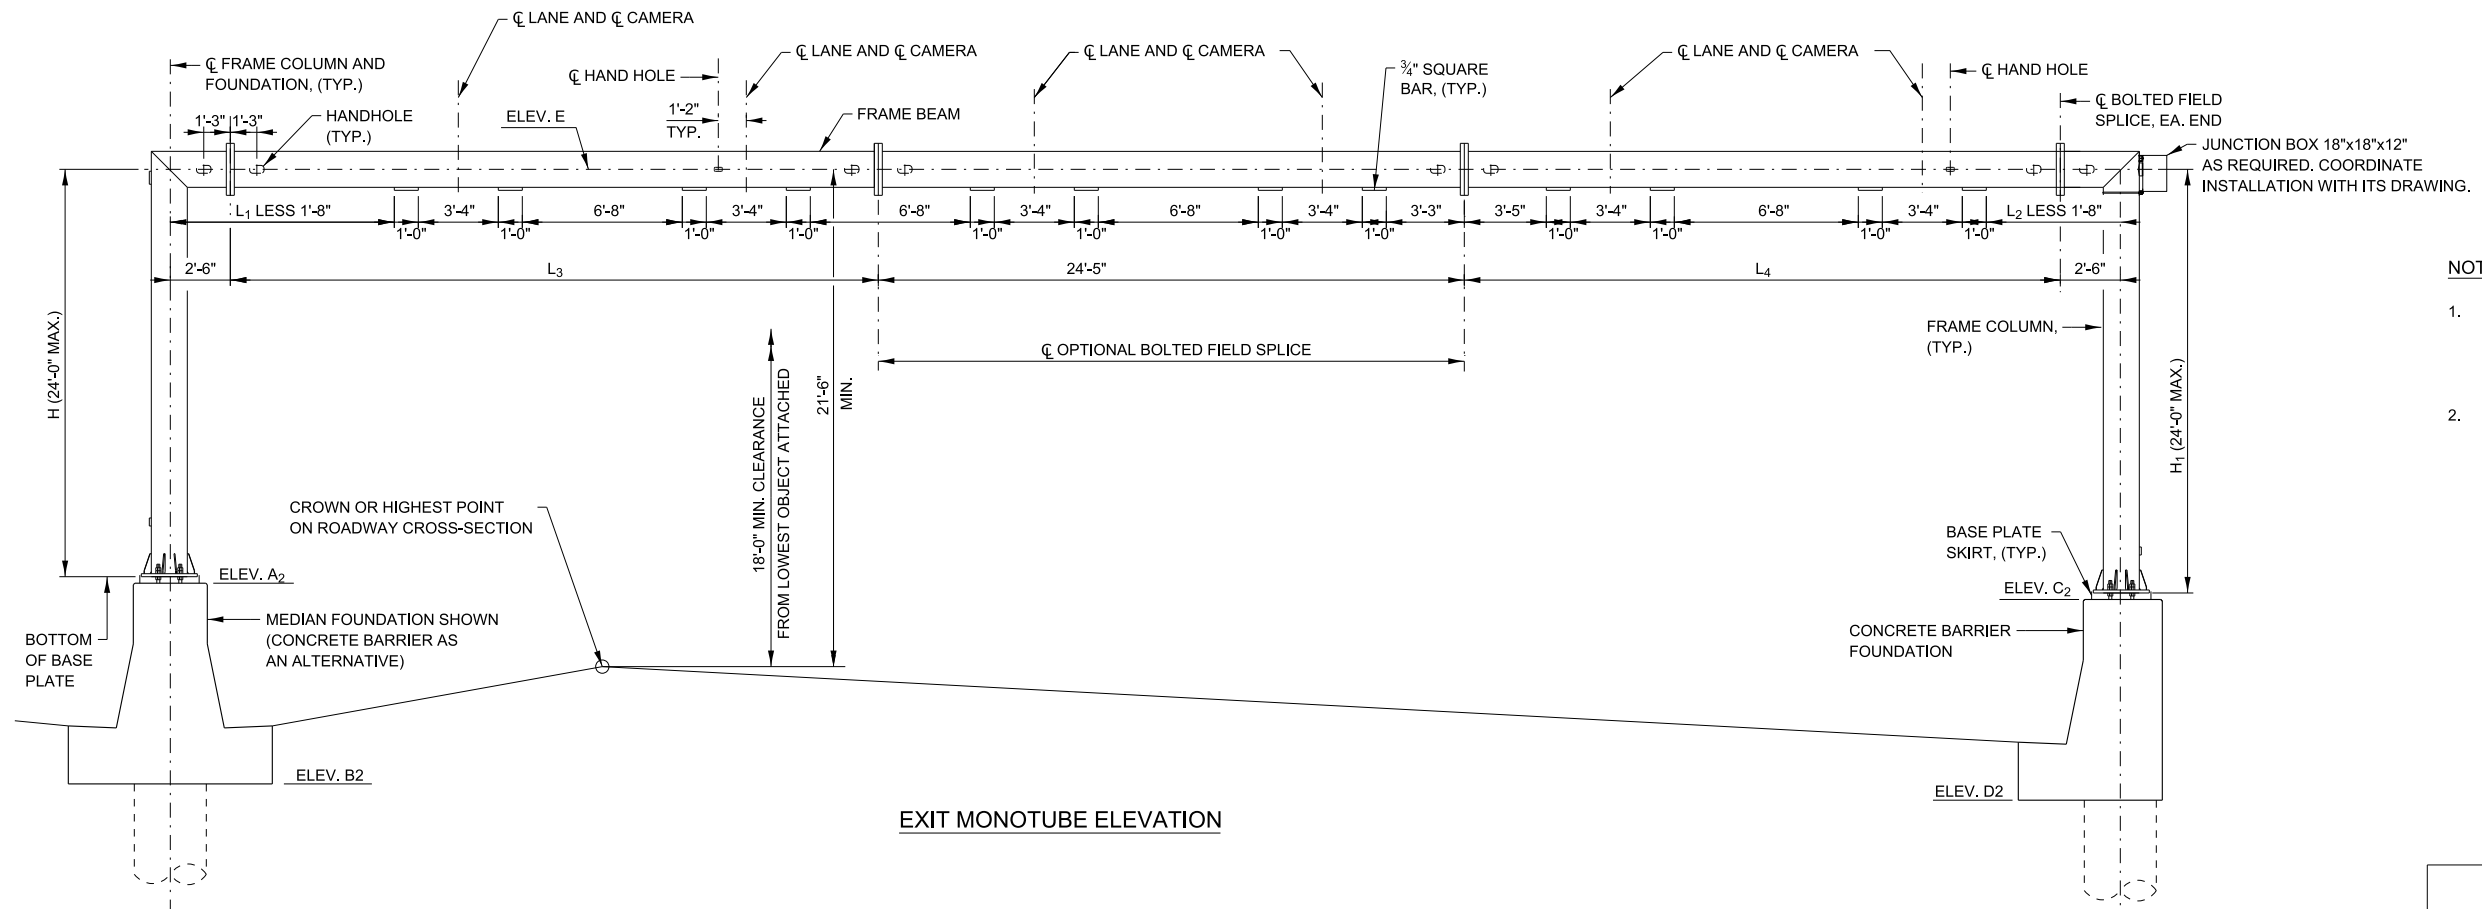 ℄ LANE AND ℄ CAMERA
℄ LANE AND ℄ CAMERA
℄ LANE AND ℄ CAMERA
℄ LANE AND ℄ CAMERA
℄ FRAME COLUMN AND
FOUNDATION, (TYP.)
℄ HAND HOLE
¾" SQUARE
BAR, (TYP.)
℄ HAND HOLE
℄ BOLTED FIELD
SPLICE, EA. END
1'-3"
1'-3"
HANDHOLE
(TYP.)
ELEV. E
1'-2"
TYP.
FRAME BEAM
JUNCTION BOX 18"x18"x12"
AS REQUIRED. COORDINATE
INSTALLATION WITH ITS DRAWING.
L1 LESS 1'-8"
3'-4"
6'-8"
3'-4"
6'-8"
3'-4"
6'-8"
3'-4"
3'-3"
3'-5"
3'-4"
6'-8"
3'-4"
L2 LESS 1'-8"
1'-0"
1'-0"
1'-0"
1'-0"
1'-0"
1'-0"
1'-0"
1'-0"
1'-0"
1'-0"
1'-0"
1'-0"
2'-6"
L3
24'-5"
L4
2'-6"
NOT
1.
2.
H (24'-0" MAX.)
℄ OPTIONAL BOLTED FIELD SPLICE
FRAME COLUMN,
(TYP.)
18'-0" MIN. CLEARANCE
FROM LOWEST OBJECT ATTACHED
21'-6"
MIN.
H1 (24'-0" MAX.)
CROWN OR HIGHEST POINT
ON ROADWAY CROSS-SECTION
BASE PLATE
SKIRT, (TYP.)
ELEV. A2
ELEV. C2
BOTTOM
OF BASE
PLATE
MEDIAN FOUNDATION SHOWN
(CONCRETE BARRIER AS
AN ALTERNATIVE)
CONCRETE BARRIER
FOUNDATION
ELEV. B2
ELEV. D2
EXIT MONOTUBE ELEVATION